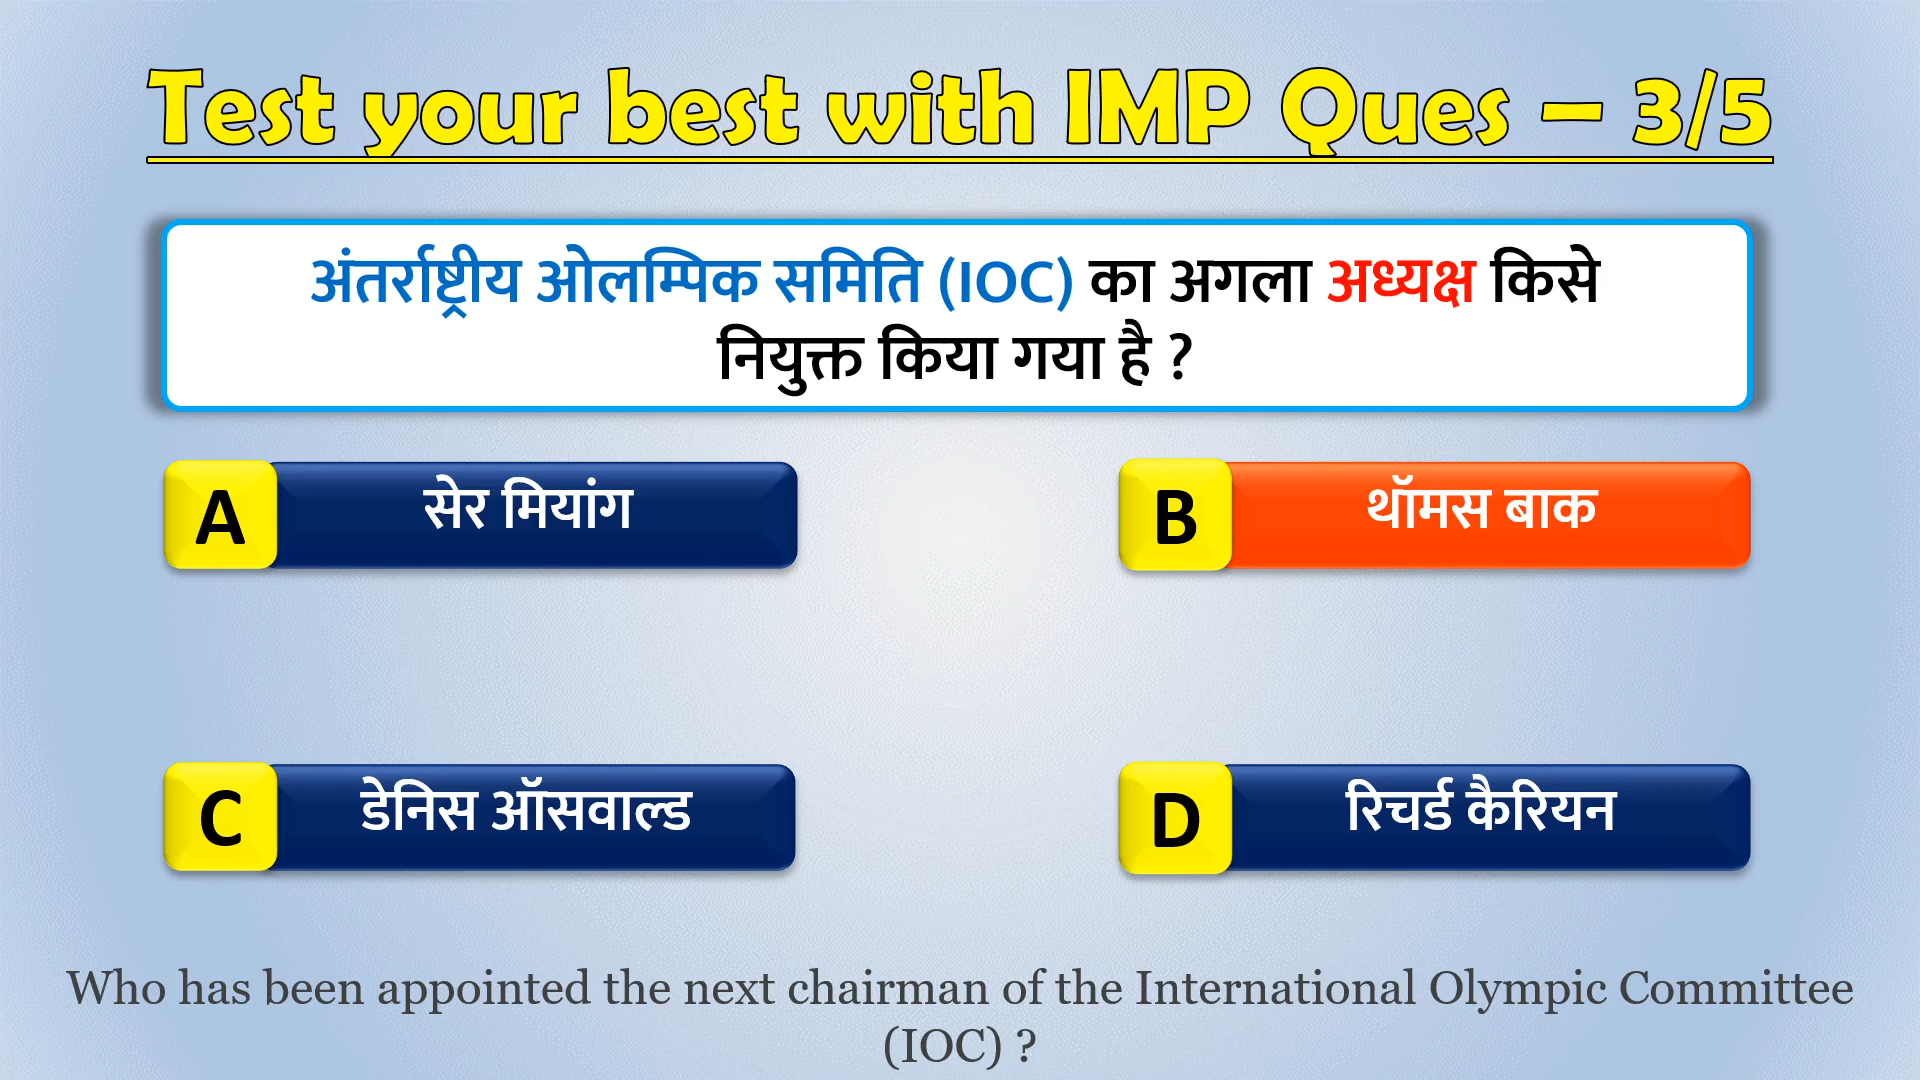 Test your best with IMP Ques – 3/5
अंतर्राष्ट्रीय ओलम्पिक समिति (IOC) का अगला अध्यक्ष किसे
नियुक्त किया गया है ?
A सेर मियांग
B थॉमस बाक
C डेनिस ऑसवाल्ड
D रिचर्ड कैरियन
Who has been appointed the next chairman of the International Olympic Committee
(IOC) ?